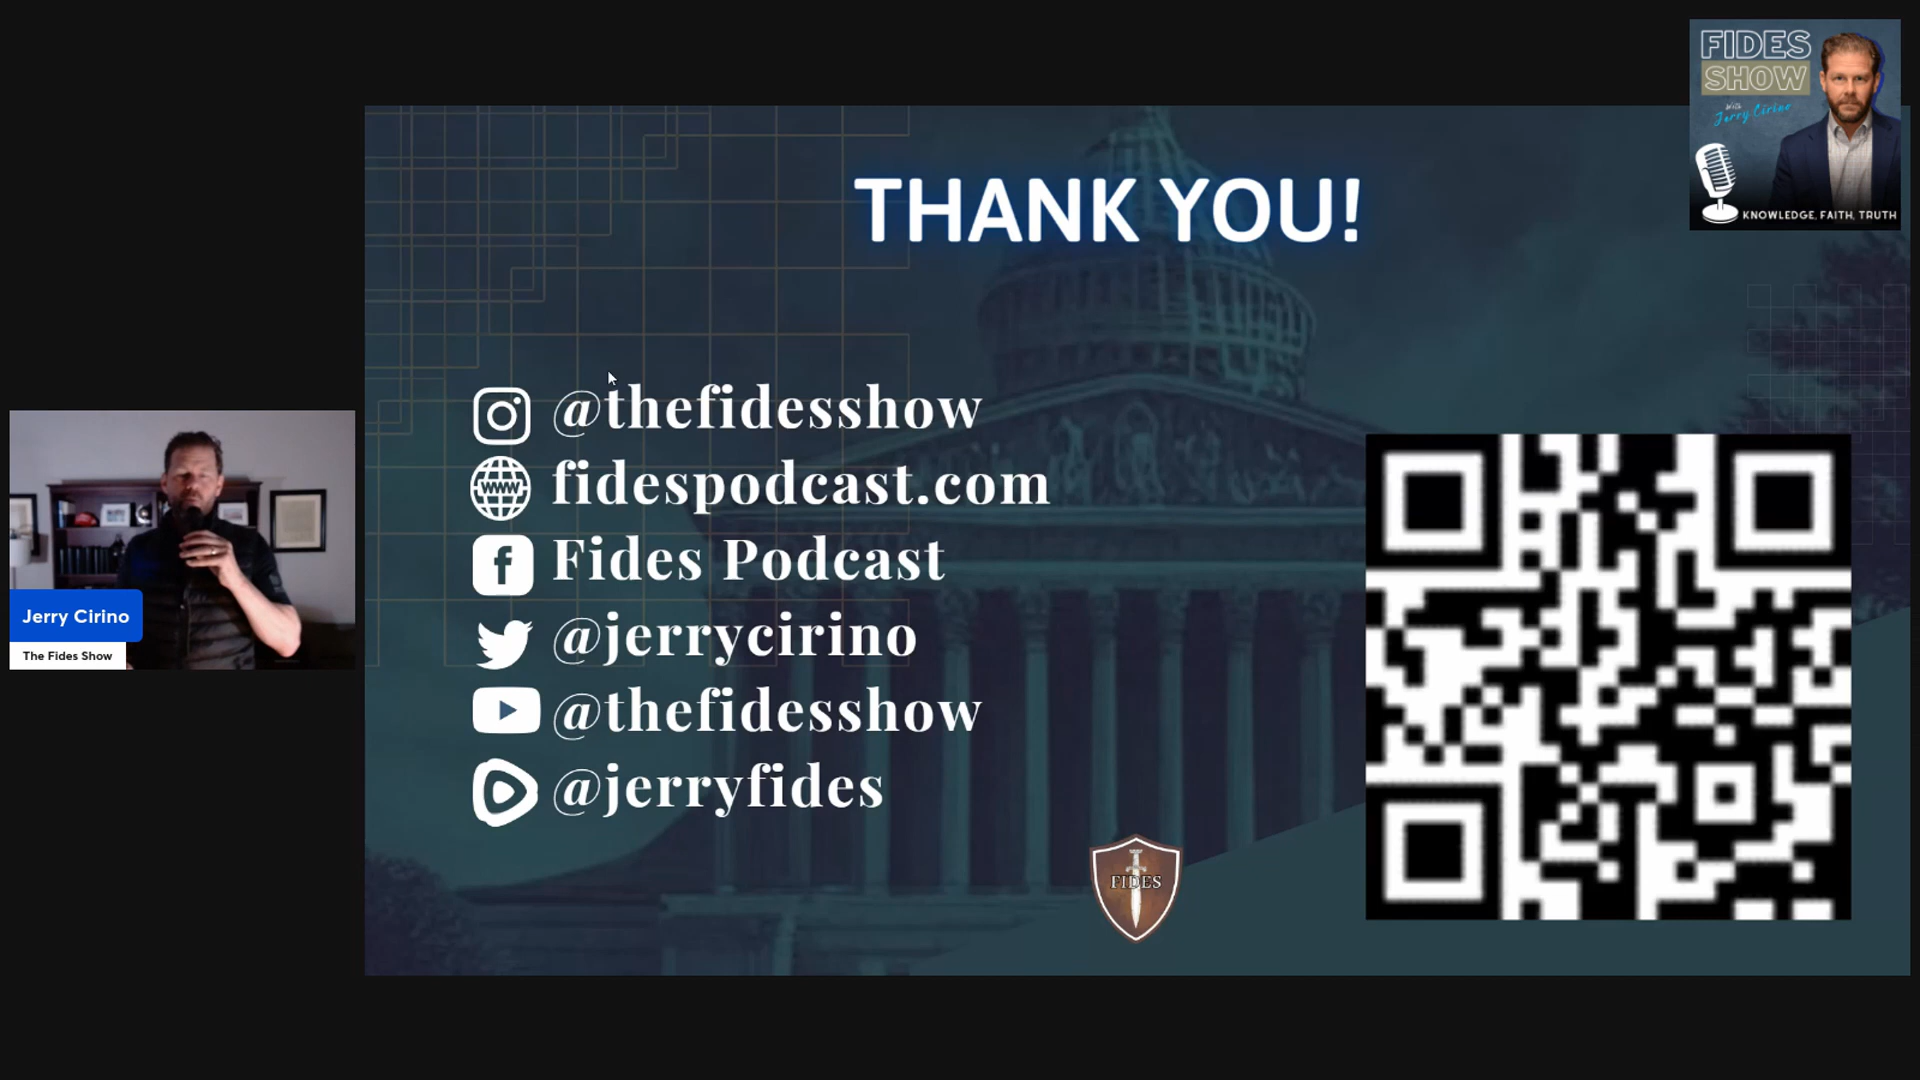 FIDES
SHOW
With
Jerry Cirino
KNOWLEDGE, FAITH, TRUTH
THANK YOU!
@thefidesshow
www
fidespodcast.com
f
Fides Podcast
@jerrycirino
@thefidesshow
@jerryfides
FIDES
Jerry Cirino
The Fides Show